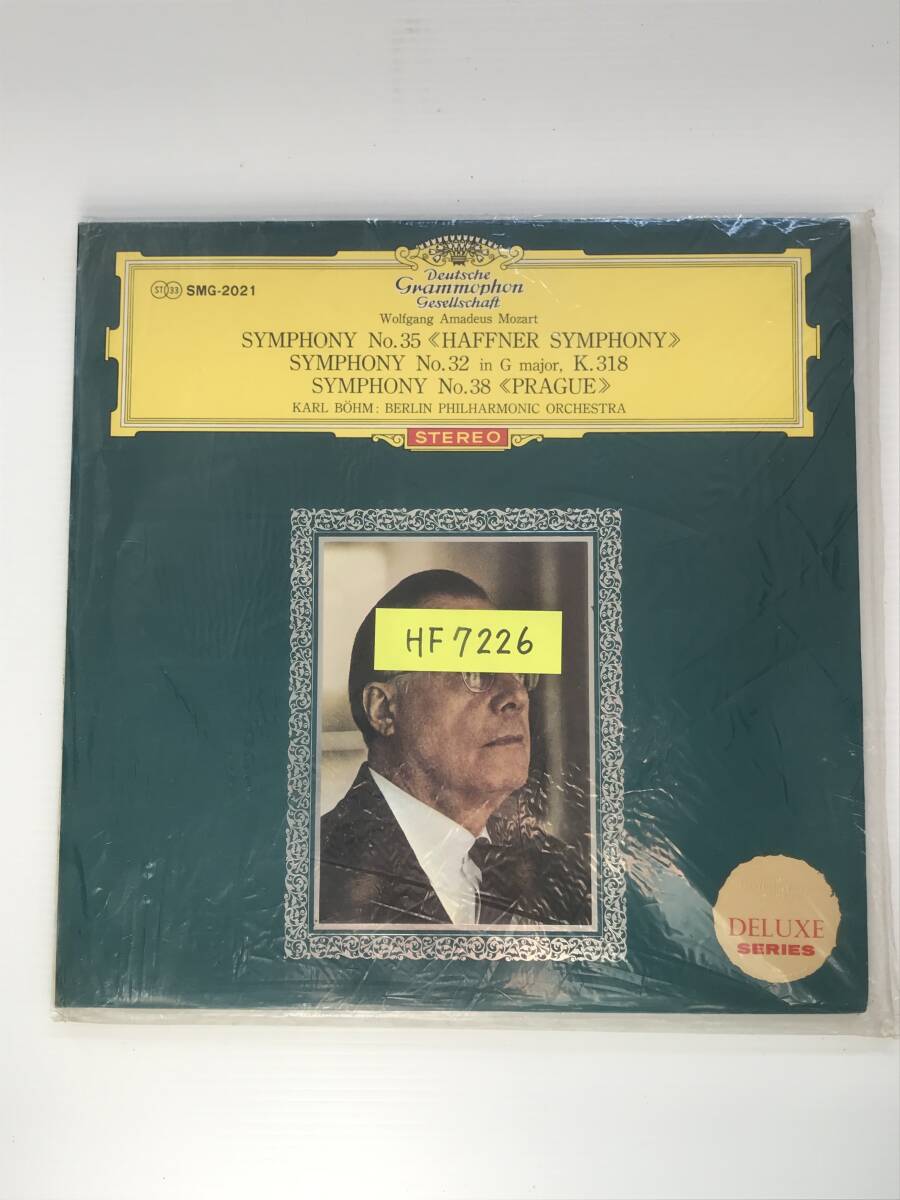 ST 33 SMG-2021
Deutsche
Grammophon
Gesellschaft
Wolfgang Amadeus Mozart
SYMPHONY No.35 《HAFFNER SYMPHONY》
SYMPHONY No.32 in G major, K.318
SYMPHONY No.38 《PRAGUE》
KARL BÖHM: BERLIN PHILHARMONIC ORCHESTRA
STEREO
HF7226
DELUXE
SERIES